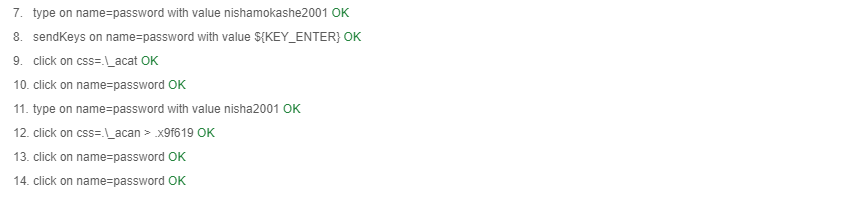 7. type on name=password with value nishamokashe2001 OK
8. sendKeys on name=password with value ${KEY_ENTER} OK
9. click on css=.\_acat OK
10. click on name=password OK
11. type on name=password with value nisha2001 OK
12. click on css=.\_acan > .x9f619 OK
13. click on name=password OK
14. click on name=password OK